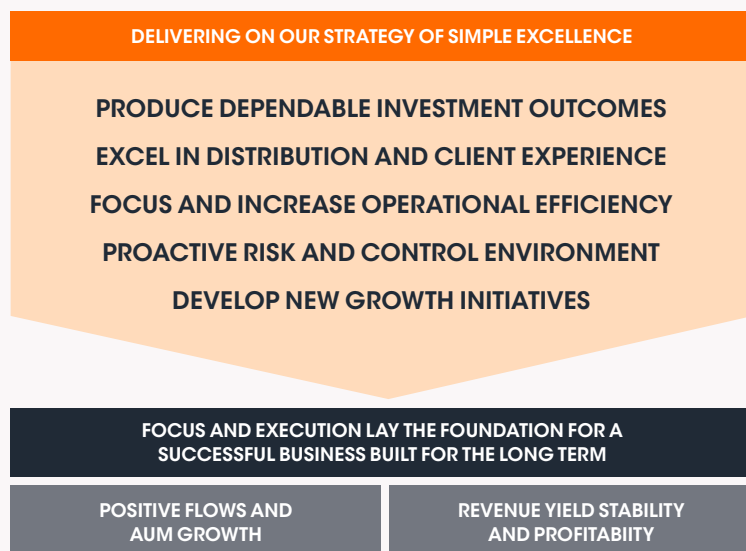 DELIVERING ON OUR STRATEGY OF SIMPLE EXCELLENCE
PRODUCE DEPENDABLE INVESTMENT OUTCOMES
EXCEL IN DISTRIBUTION AND CLIENT EXPERIENCE
FOCUS AND INCREASE OPERATIONAL EFFICIENCY
PROACTIVE RISK AND CONTROL ENVIRONMENT
DEVELOP NEW GROWTH INITIATIVES
FOCUS AND EXECUTION LAY THE FOUNDATION FOR A
SUCCESSFUL BUSINESS BUILT FOR THE LONG TERM
POSITIVE FLOWS AND
AUM GROWTH
REVENUE YIELD STABILITY
AND PROFITABIITY